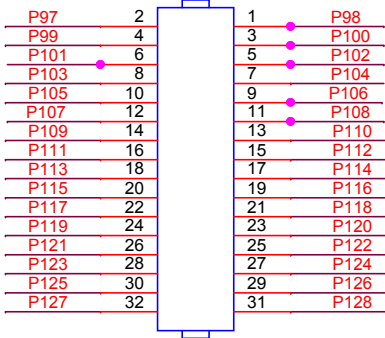 P97 2 1 P98
P99 4 3 P100
P101 6 5 P102
P103 8 7 P104
P105 10 9 P106
P107 12 11 P108
P109 14 13 P110
P111 16 15 P112
P113 18 17 P114
P115 20 19 P116
P117 22 21 P118
P119 24 23 P120
P121 26 25 P122
P123 28 27 P124
P125 30 29 P126
P127 32 31 P128